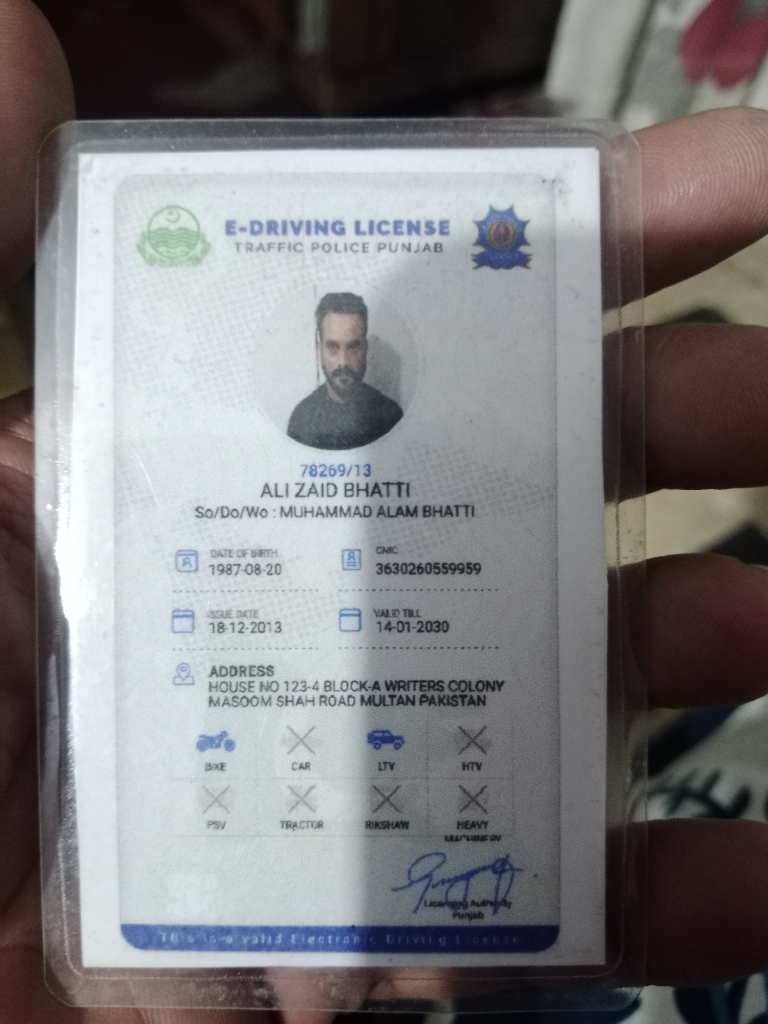 E-DRIVING LICENSE
TRAFFIC POLICE PUNJAB
78269/13
ALI ZAID BHATTI
So/Do/Wo : MUHAMMAD ALAM BHATTI
DATE OF BIRTH
1987-08-20
CNIC
3630260559959
ISSUE DATE
18-12-2013
VALID TILL
14-01-2030
ADDRESS
HOUSE NO 123-4 BLOCK-A WRITERS COLONY
MASOOM SHAH ROAD MULTAN PAKISTAN
BIKE
CAR
LTV
HTV
PSV
TRACTOR
RIKSHAW
HEAVY
MACHINERY
Licensing Authority
Punjab
This is a valid Electronic Driving License